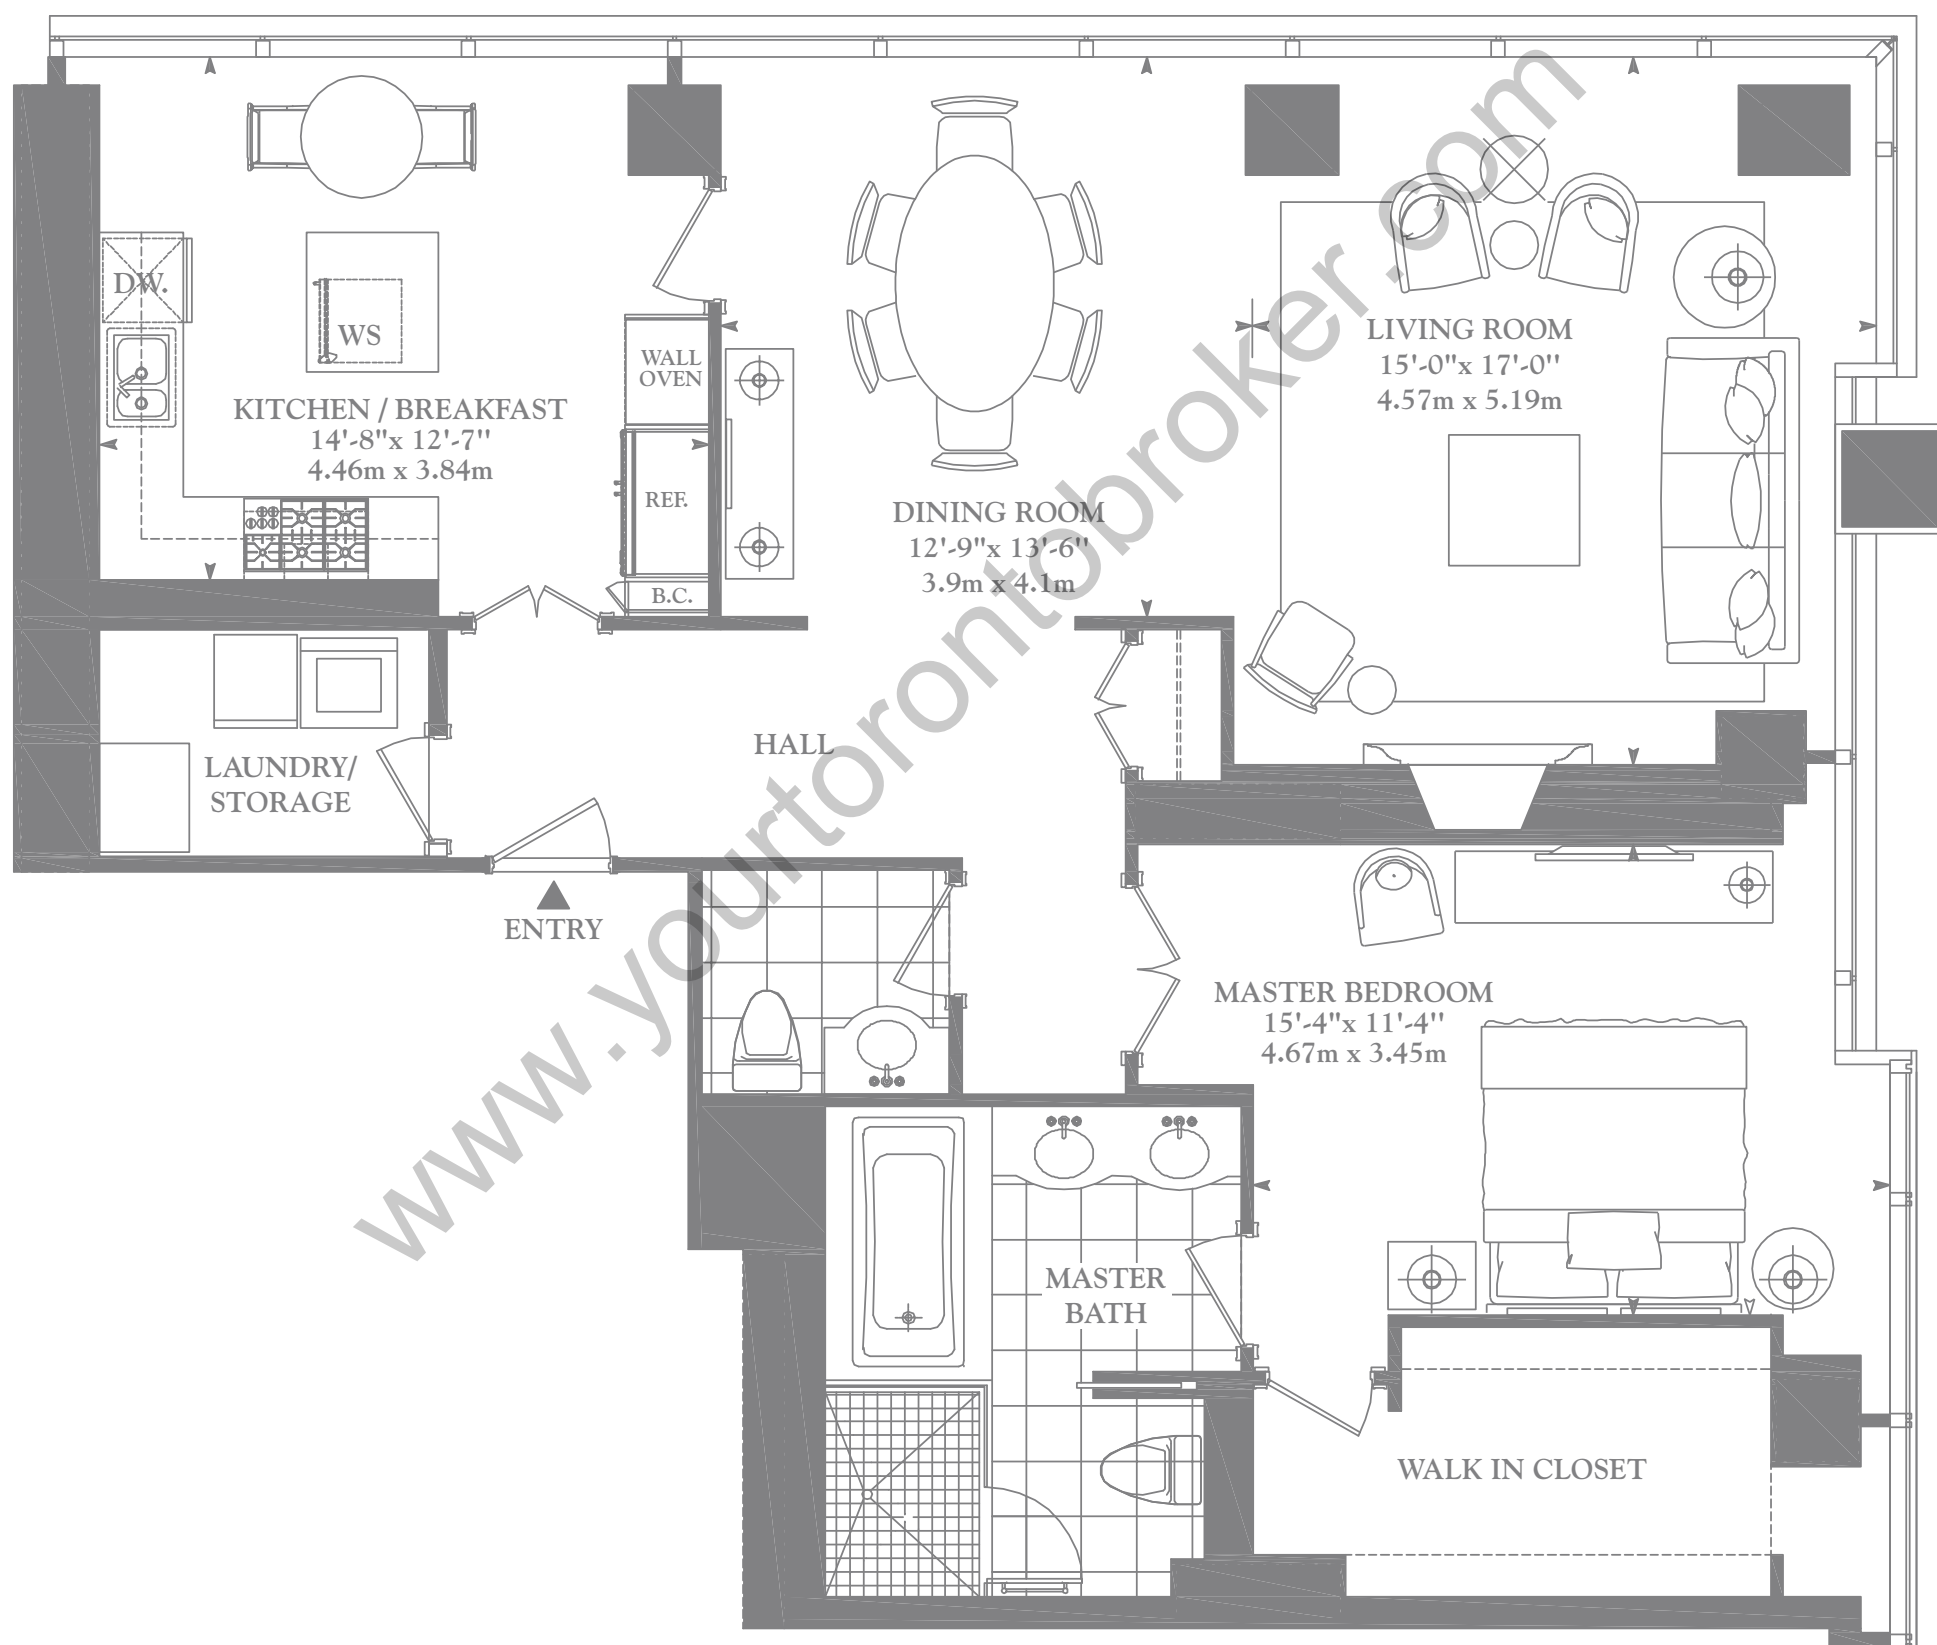 DW.
WS
WALL
OVEN
KITCHEN / BREAKFAST
14'-8"x 12'-7"
4.46m x 3.84m
REF.
B.C.
LIVING ROOM
15'-0"x 17'-0"
4.57m x 5.19m
DINING ROOM
12'-9"x 13'-6"
3.9m x 4.1m
HALL
LAUNDRY/
STORAGE
ENTRY
MASTER BEDROOM
15'-4"x 11'-4"
4.67m x 3.45m
MASTER
BATH
WALK IN CLOSET
www.yourtorontobroker.com